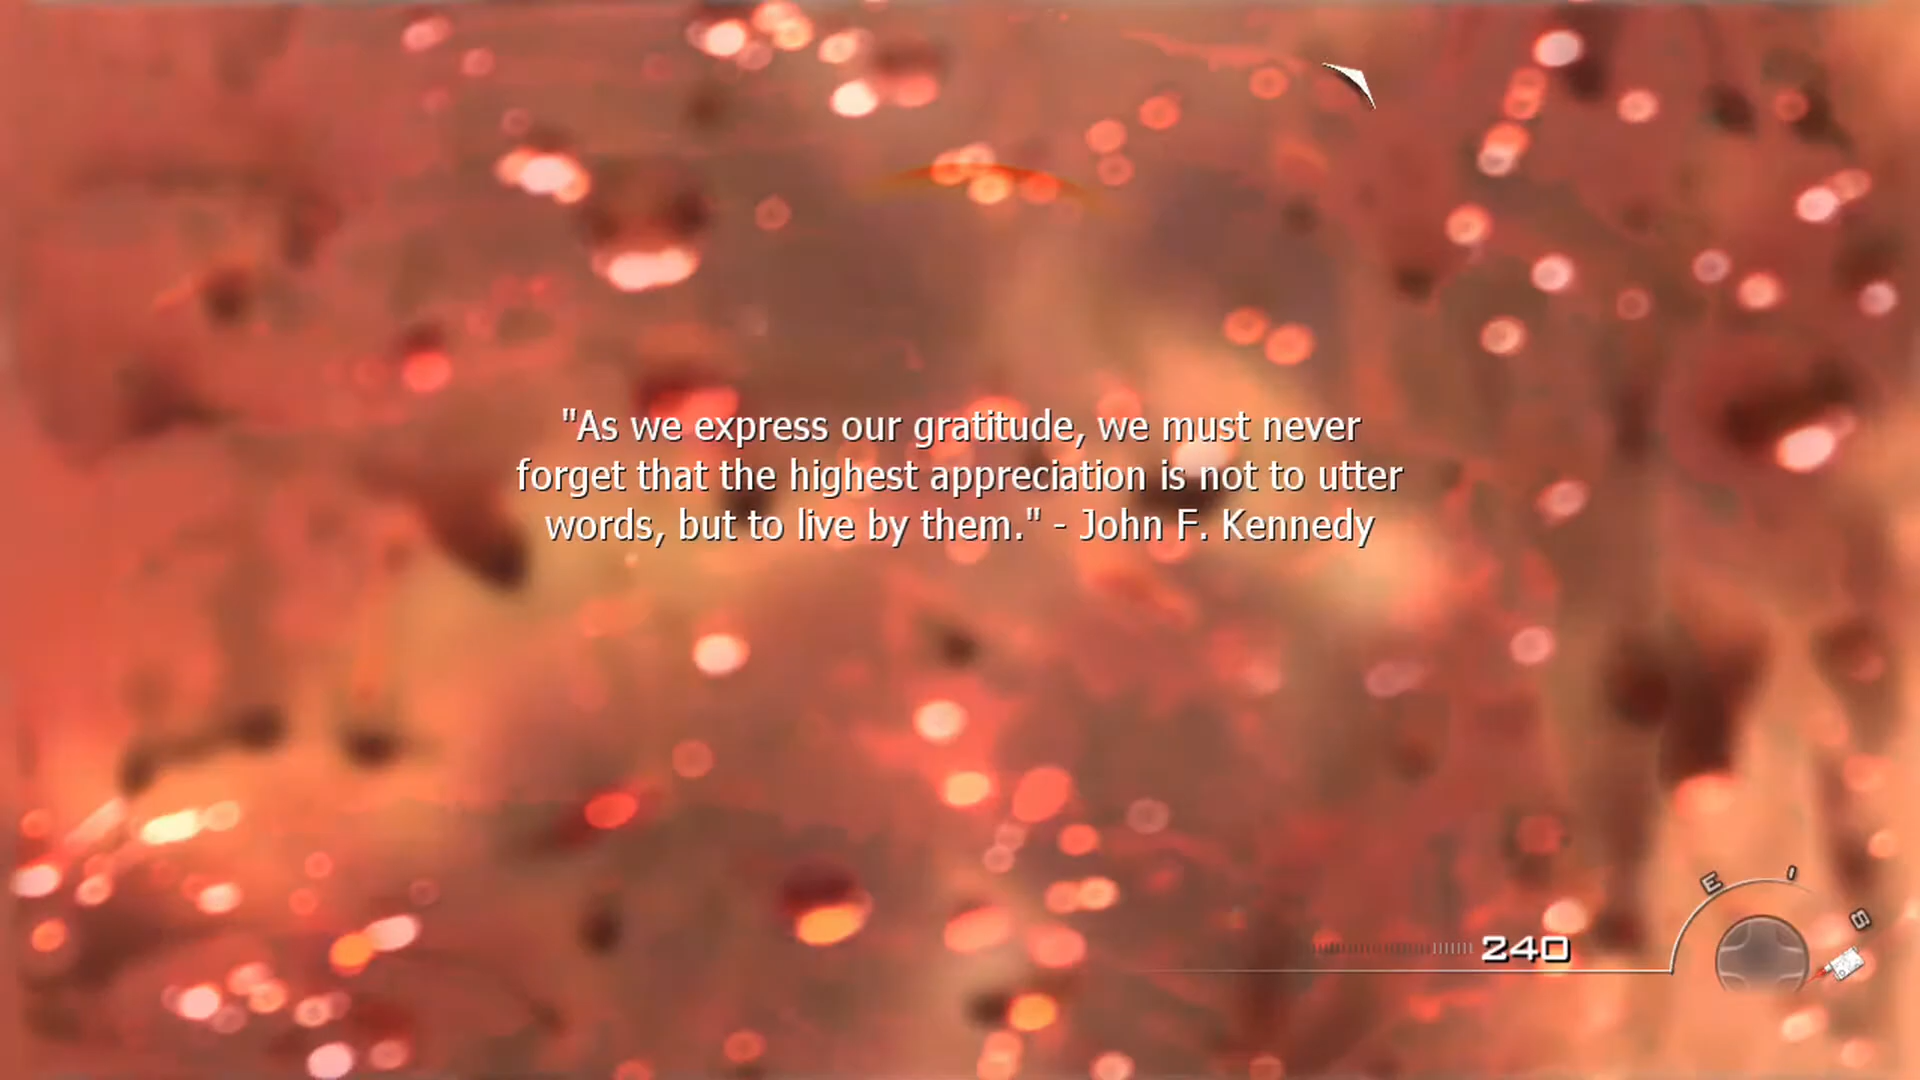 "As we express our gratitude, we must never
forget that the highest appreciation is not to utter
words, but to live by them." - John F. Kennedy
E
240